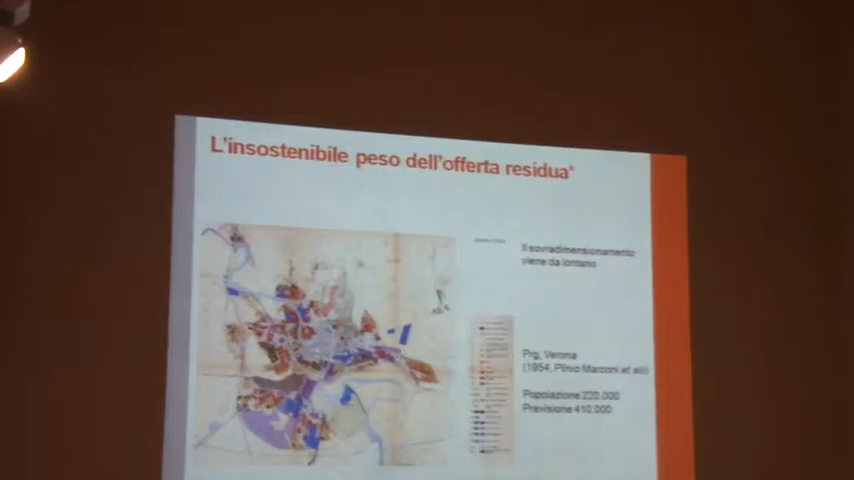 L'insostenibile peso dell'offerta residua*
Il sovradimensionamento
viene da lontano
Prg, Verona
(1954, Plinio Marconi et alii)
Popolazione 220.000
Previsione 410.000